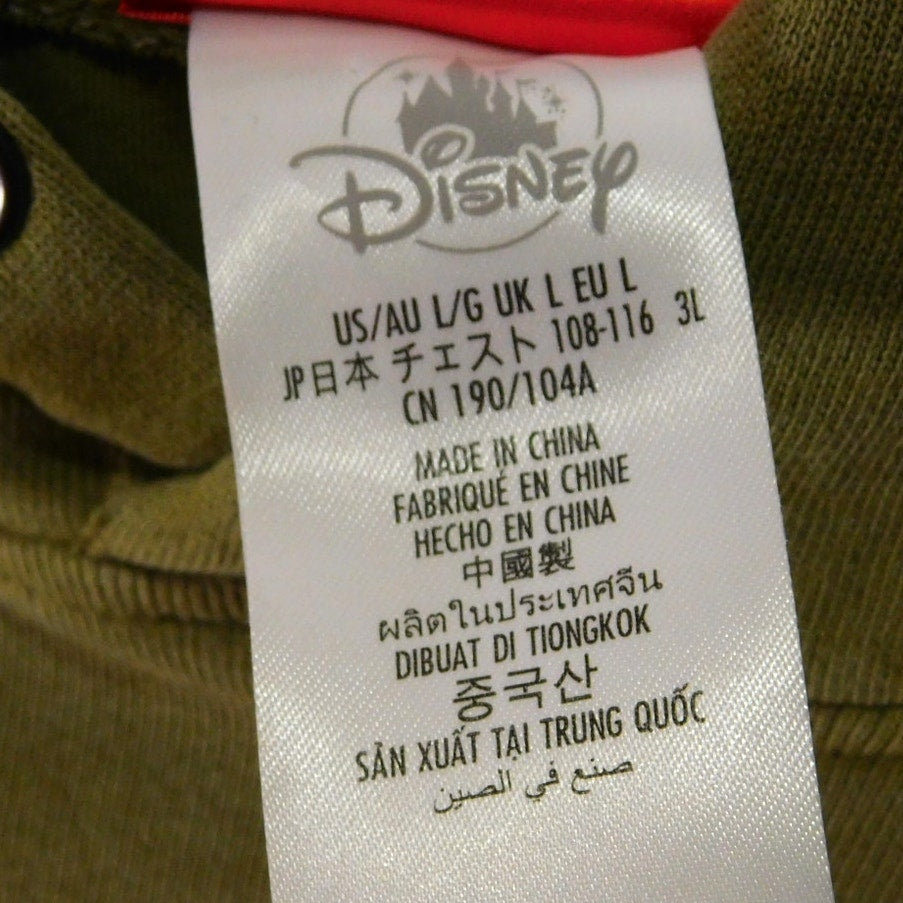 Disney
US/AU L/G UK L EU L
JP日本 チェスト 108-116 3L
CN 190/104A
MADE IN CHINA
FABRIQUÉ EN CHINE
HECHO EN CHINA
中國製
ผลิตในประเทศจีน
DIBUAT DI TIONGKOK
중국산
SẢN XUẤT TẠI TRUNG QUỐC
صنع في الصين